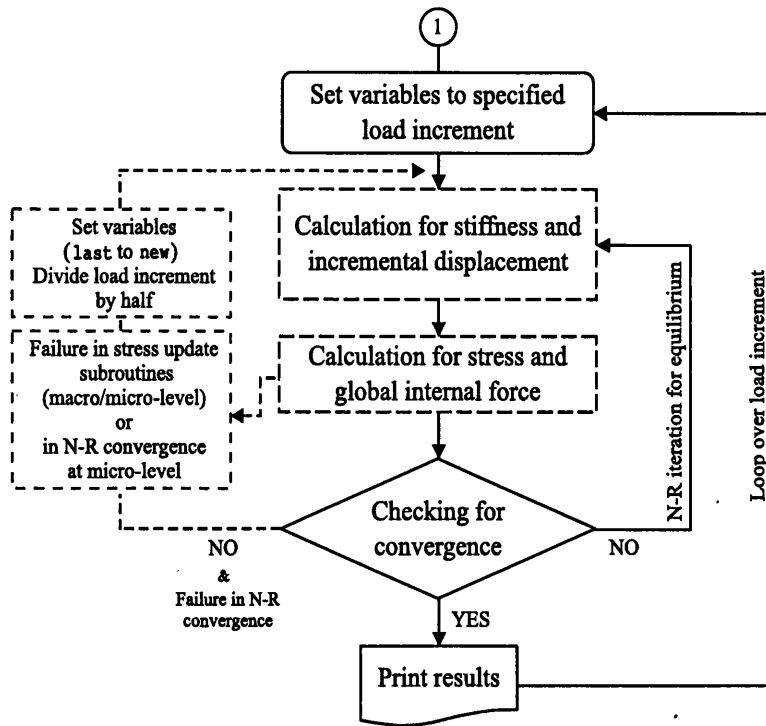 1
Set variables to specified
load increment
Set variables
(last to new)
Divide load increment
by half
Calculation for stiffness and
incremental displacement
Failure in stress update
subroutines
(macro/micro-level)
or
in N-R convergence
at micro-level
Calculation for stress and
global internal force
N-R iteration for equilibrium
Loop over load increment
Checking for
convergence
NO
&
Failure in N-R
convergence
NO
YES
Print results